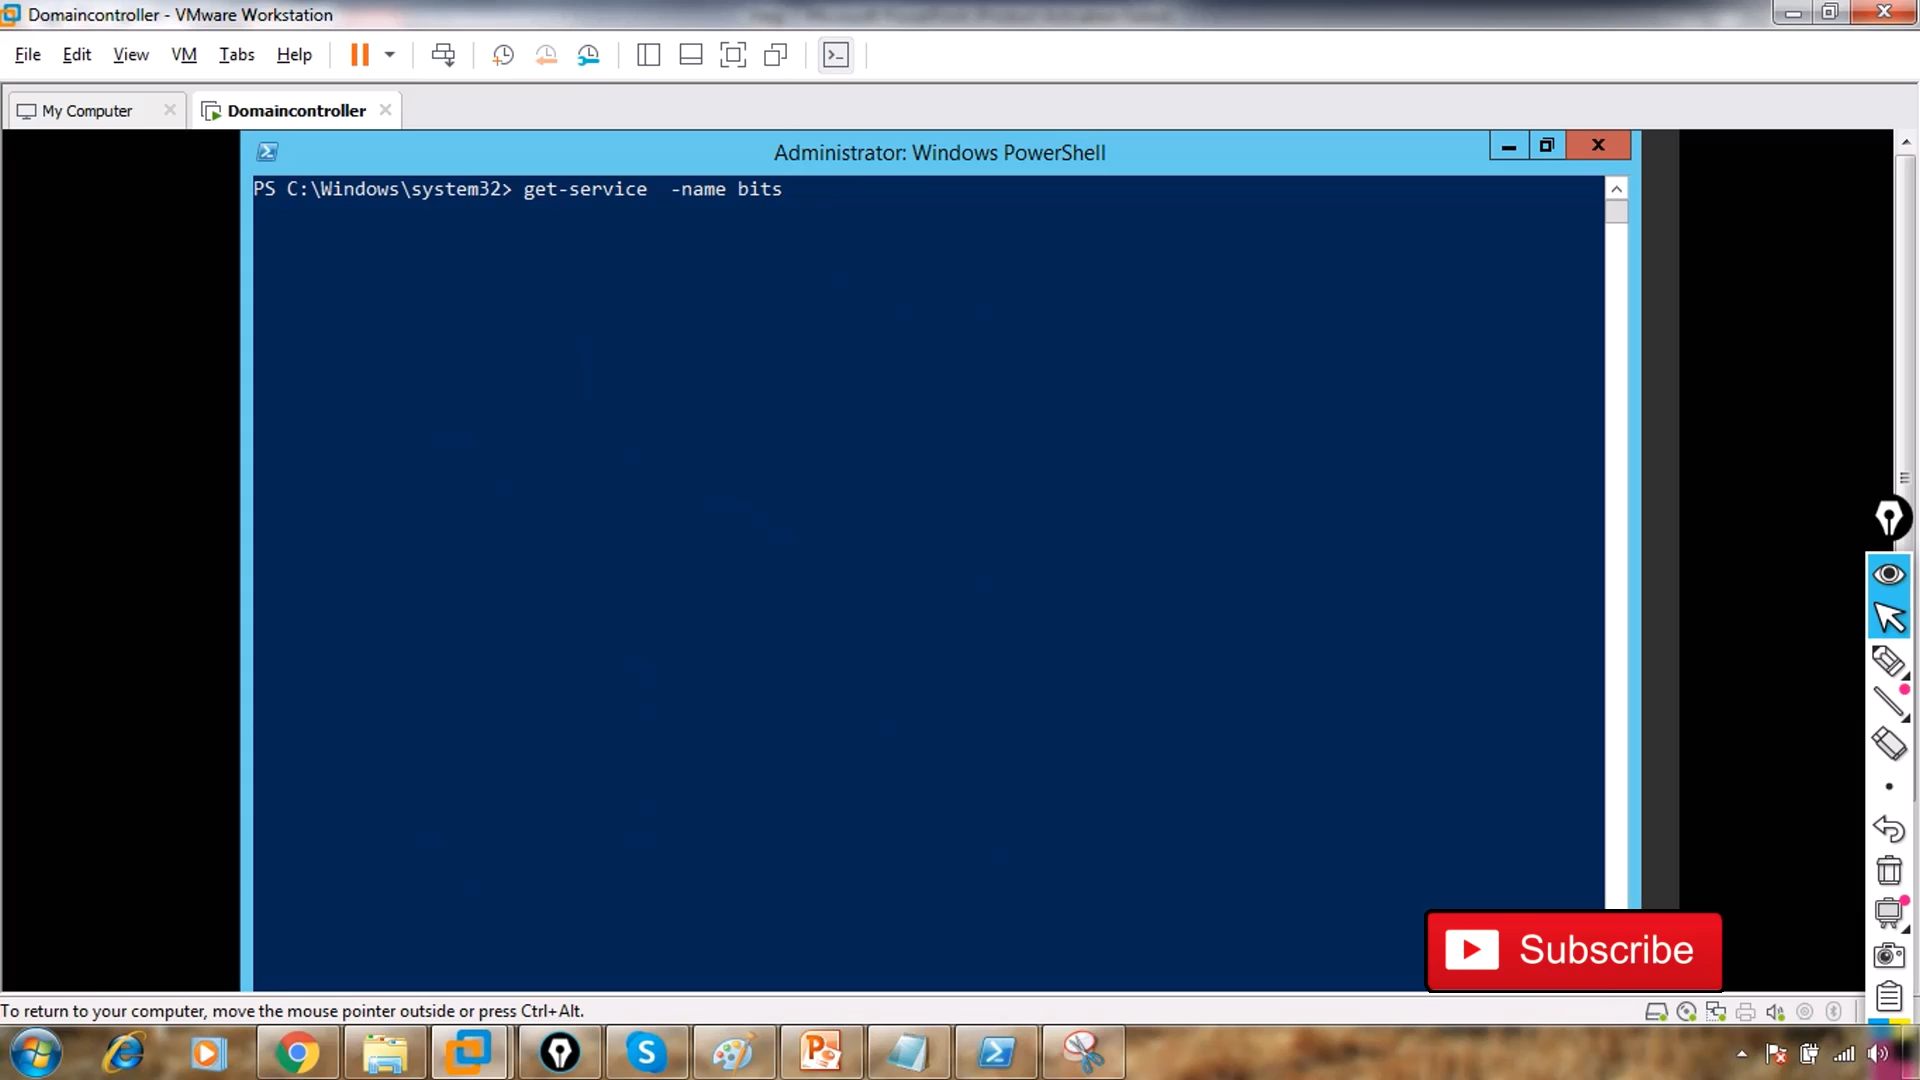 Domaincontroller - VMware Workstation
File Edit View VM Tabs Help
My Computer
Domaincontroller
Administrator: Windows PowerShell
PS C:\Windows\system32> get-service  -name bits
Subscribe
To return to your computer, move the mouse pointer outside or press Ctrl+Alt.